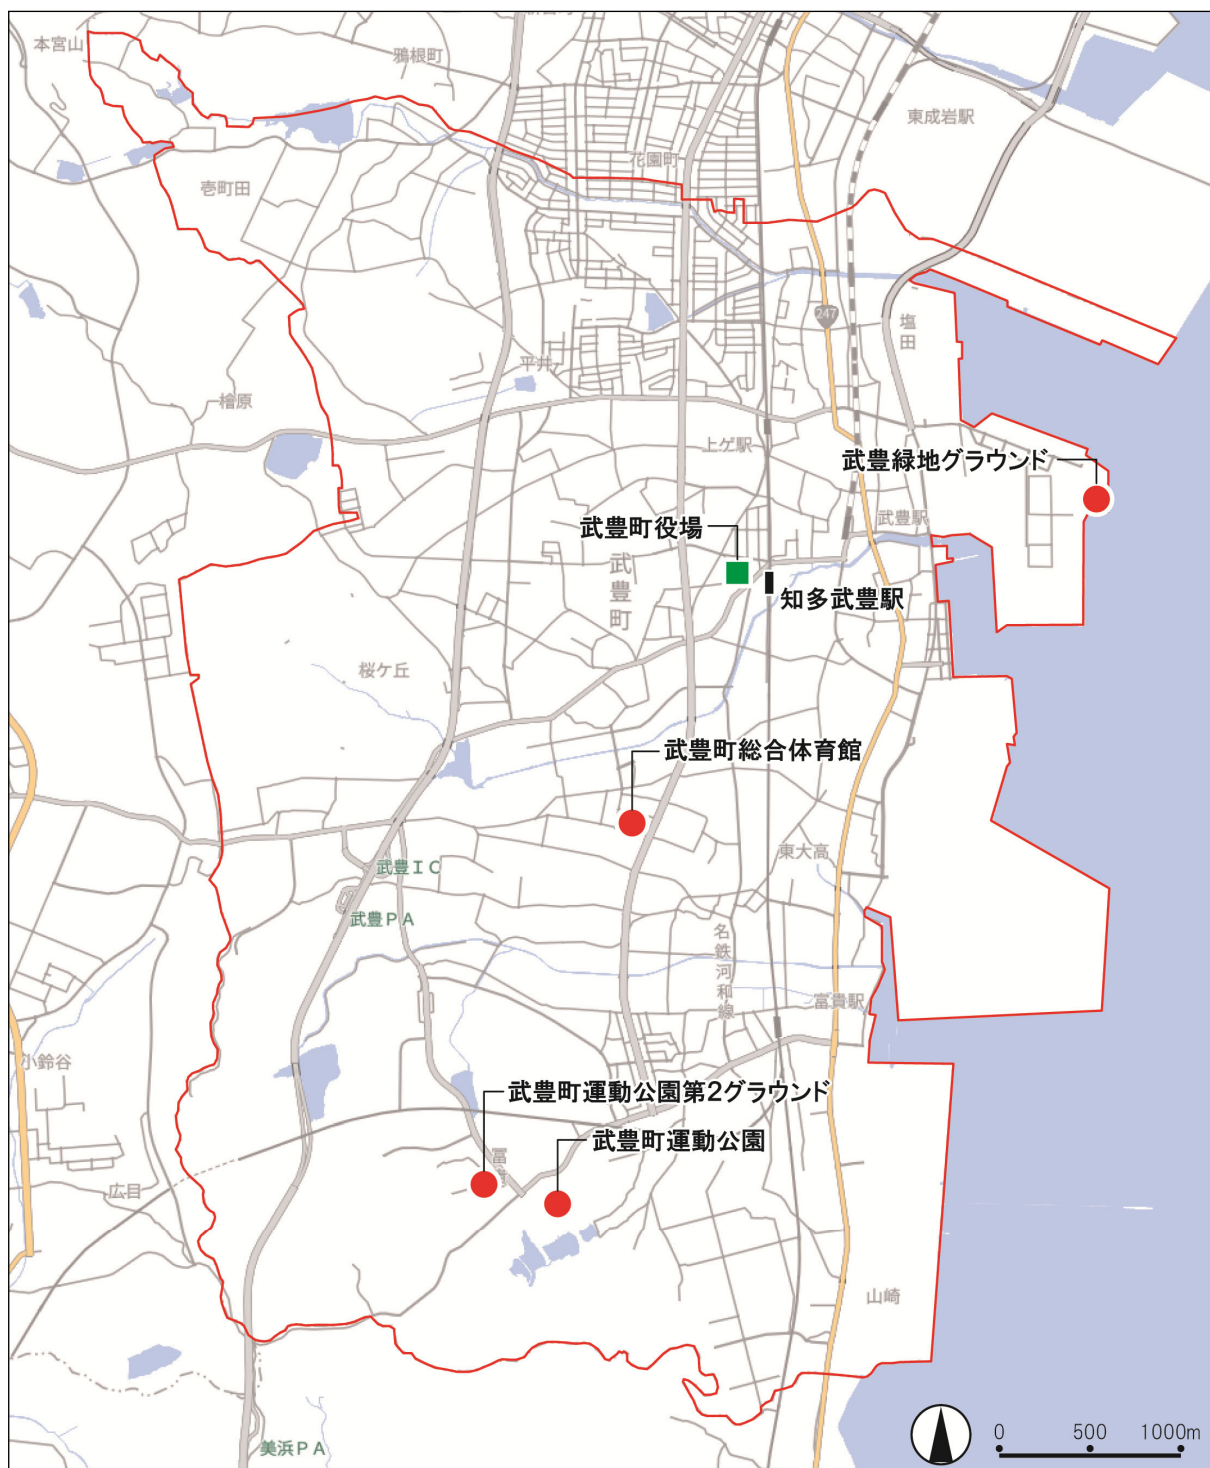 本宮山
鴉根町
東成岩駅
花園町
壱町田
247
塩田
平井
檜原
上ゲ駅
武豊緑地グラウンド
武豊駅
武豊町役場
武豊町
知多武豊駅
桜ケ丘
武豊町総合体育館
東大高
武豊IC
武豊PA
名鉄河和線
富貴駅
小鈴谷
武豊町運動公園第2グラウンド
武豊町運動公園
広目
山崎
美浜PA
0 500 1000m